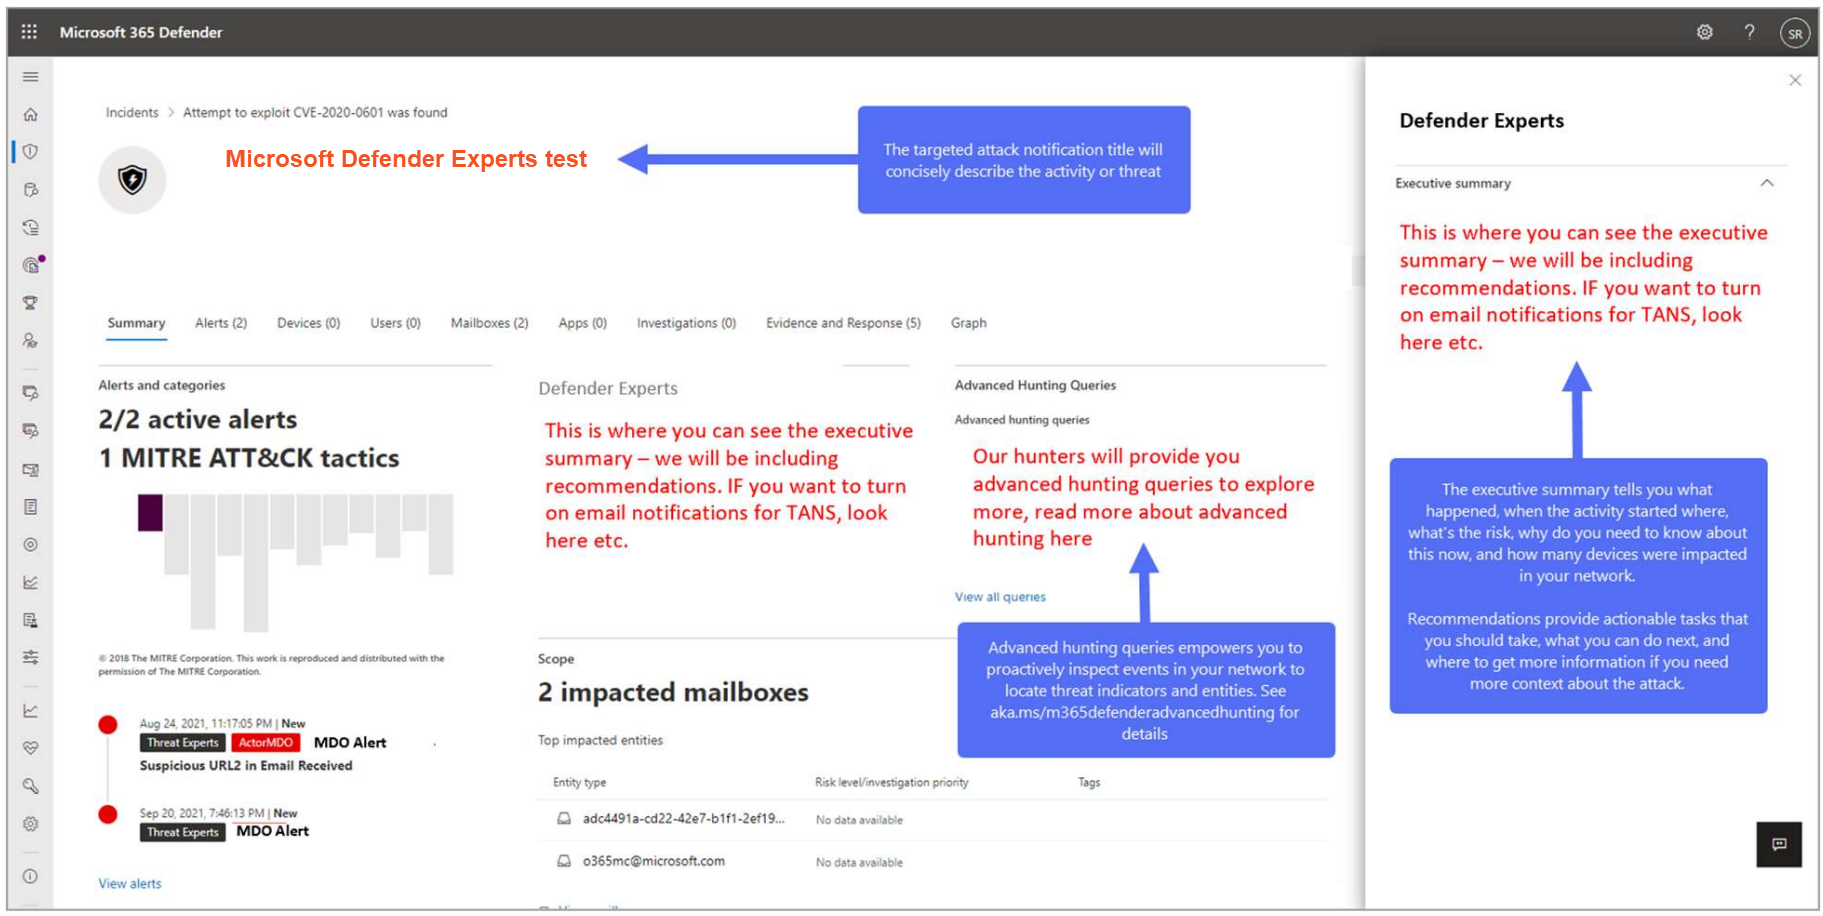 Microsoft 365 Defender
SR
Incidents > Attempt to exploit CVE-2020-0601 was found
Microsoft Defender Experts test
The targeted attack notification title will
concisely describe the activity or threat
Summary
Alerts (2)
Devices (0)
Users (0)
Mailboxes (2)
Apps (0)
Investigations (0)
Evidence and Response (5)
Graph
Alerts and categories
2/2 active alerts
1 MITRE ATT&CK tactics
© 2018 The MITRE Corporation. This work is reproduced and distributed with the
permission of The MITRE Corporation.
Aug 24, 2021, 11:17:05 PM | New
Threat Experts ActorMDO MDO Alert
Suspicious URL2 in Email Received
Sep 20, 2021, 7:46:13 PM | New
Threat Experts MDO Alert
View alerts
Defender Experts
This is where you can see the executive
summary – we will be including
recommendations. IF you want to turn
on email notifications for TANS, look
here etc.
Advanced Hunting Queries
Advanced hunting queries
Our hunters will provide you
advanced hunting queries to explore
more, read more about advanced
hunting here
View all queries
Advanced hunting queries empowers you to
proactively inspect events in your network to
locate threat indicators and entities. See
aka.ms/m365defenderadvancedhunting for
details
Scope
2 impacted mailboxes
Top impacted entities
Entity type
Risk level/investigation priority
Tags
adc4491a-cd22-42e7-b1f1-2ef19...
No data available
o365mc@microsoft.com
No data available
Defender Experts
Executive summary
This is where you can see the executive
summary – we will be including
recommendations. IF you want to turn
on email notifications for TANS, look
here etc.
The executive summary tells you what
happened, when the activity started where,
what's the risk, why do you need to know about
this now, and how many devices were impacted
in your network.
Recommendations provide actionable tasks that
you should take, what you can do next, and
where to get more information if you need
more context about the attack.